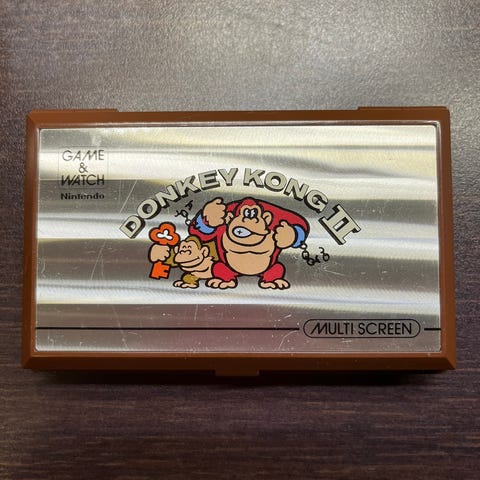 GAME
&
WATCH
Nintendo
DONKEY KONG II
MULTI SCREEN